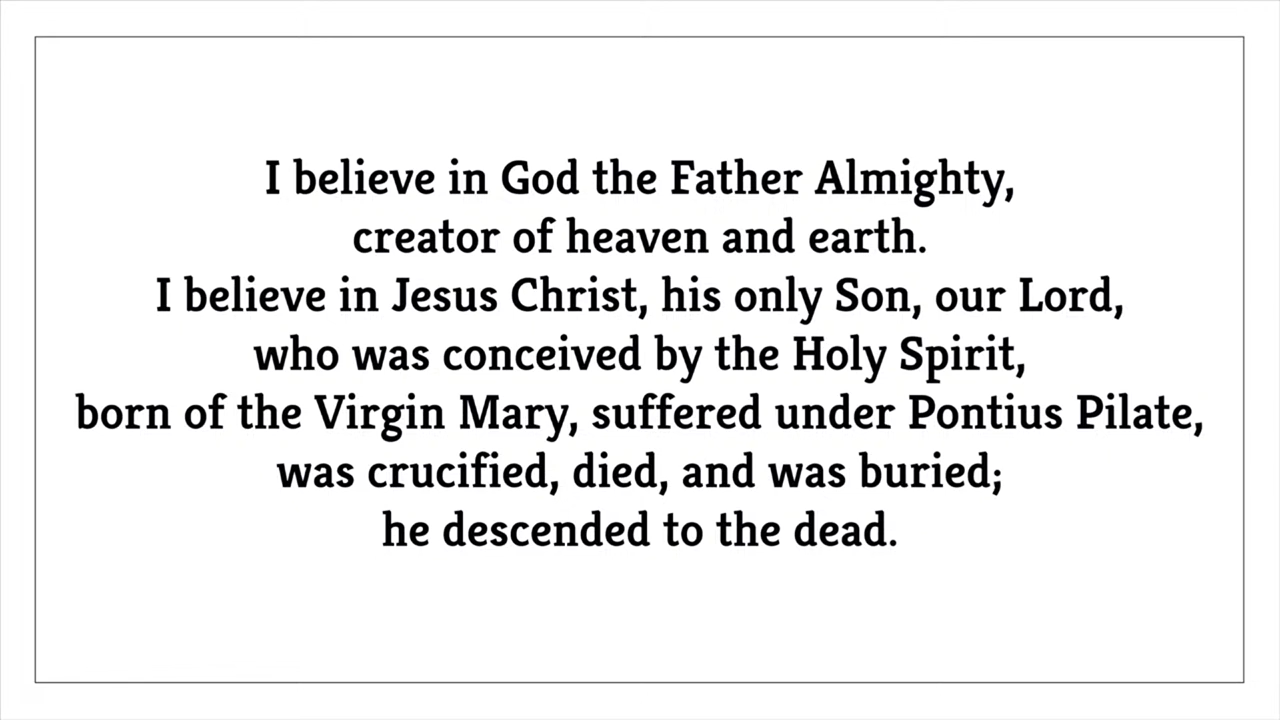 I believe in God the Father Almighty,
creator of heaven and earth.
I believe in Jesus Christ, his only Son, our Lord,
who was conceived by the Holy Spirit,
born of the Virgin Mary, suffered under Pontius Pilate,
was crucified, died, and was buried;
he descended to the dead.